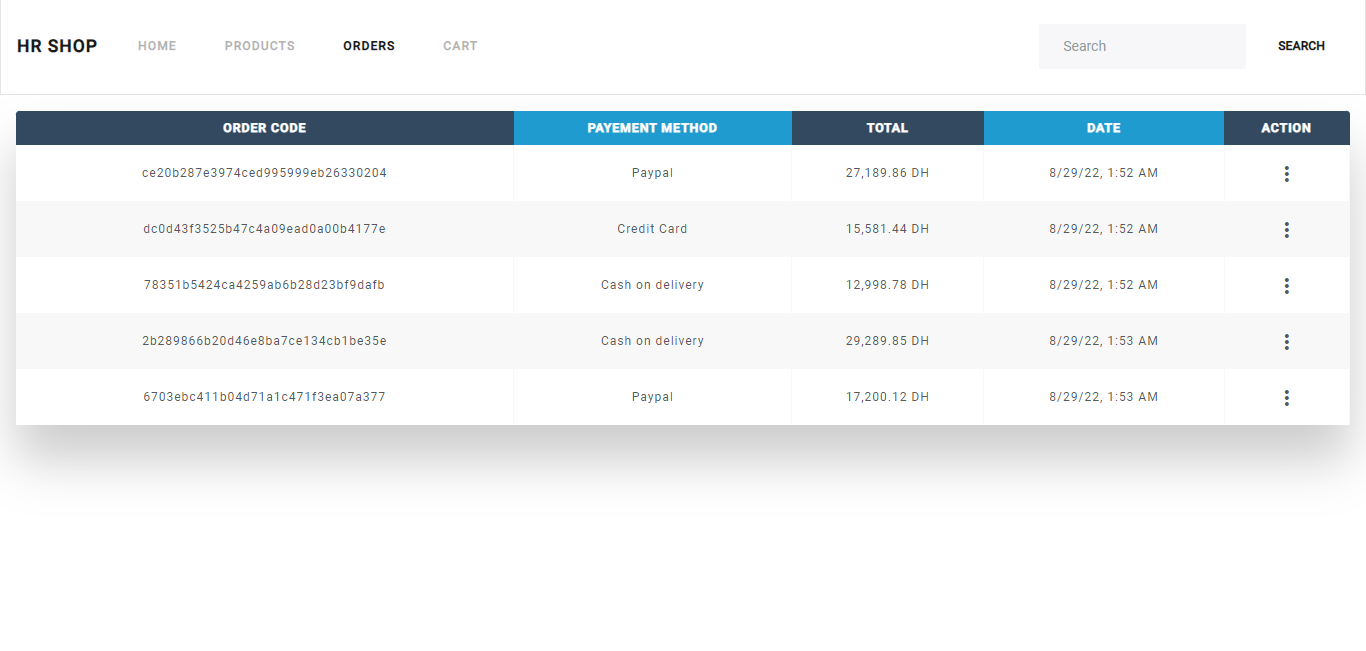 HR SHOP HOME PRODUCTS ORDERS CART Search SEARCH
ORDER CODE PAYEMENT METHOD TOTAL DATE ACTION
ce20b287e3974ced995999eb26330204 Paypal 27,189.86 DH 8/29/22, 1:52 AM
dc0d43f3525b47c4a09ead0a00b4177e Credit Card 15,581.44 DH 8/29/22, 1:52 AM
78351b5424ca4259ab6b28d23bf9dafb Cash on delivery 12,998.78 DH 8/29/22, 1:52 AM
2b289866b20d46e8ba7ce134cb1be35e Cash on delivery 29,289.85 DH 8/29/22, 1:53 AM
6703ebc411b04d71a1c471f3ea07a377 Paypal 17,200.12 DH 8/29/22, 1:53 AM